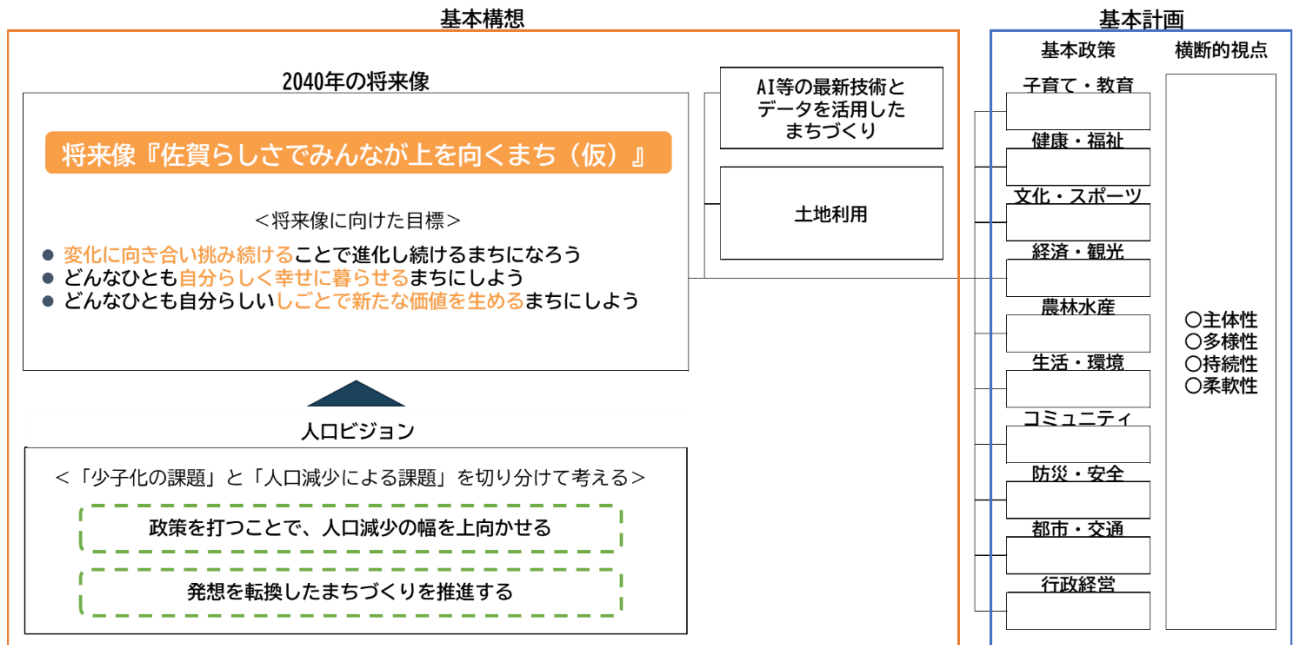 基本構想
2040年の将来像
将来像『佐賀らしさでみんなが上を向くまち（仮）』
＜将来像に向けた目標＞
● 変化に向き合い挑み続けることで進化し続けるまちになろう
● どんなひとも自分らしく幸せに暮らせるまちにしよう
● どんなひとも自分らしいしごとで新たな価値を生めるまちにしよう
AI等の最新技術と
データを活用した
まちづくり
土地利用
人口ビジョン
＜「少子化の課題」と「人口減少による課題」を切り分けて考える＞
政策を打つことで、人口減少の幅を上向かせる
発想を転換したまちづくりを推進する
基本計画
基本政策
子育て・教育
健康・福祉
文化・スポーツ
経済・観光
農林水産
生活・環境
コミュニティ
防災・安全
都市・交通
行政経営
横断的視点
○主体性
○多様性
○持続性
○柔軟性